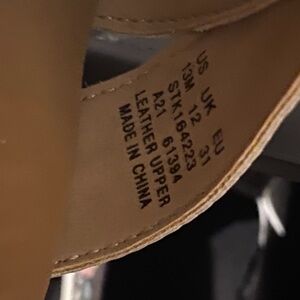 US UK EU
13M 12 31
STK164223
A21 61394
LEATHER UPPER
MADE IN CHINA